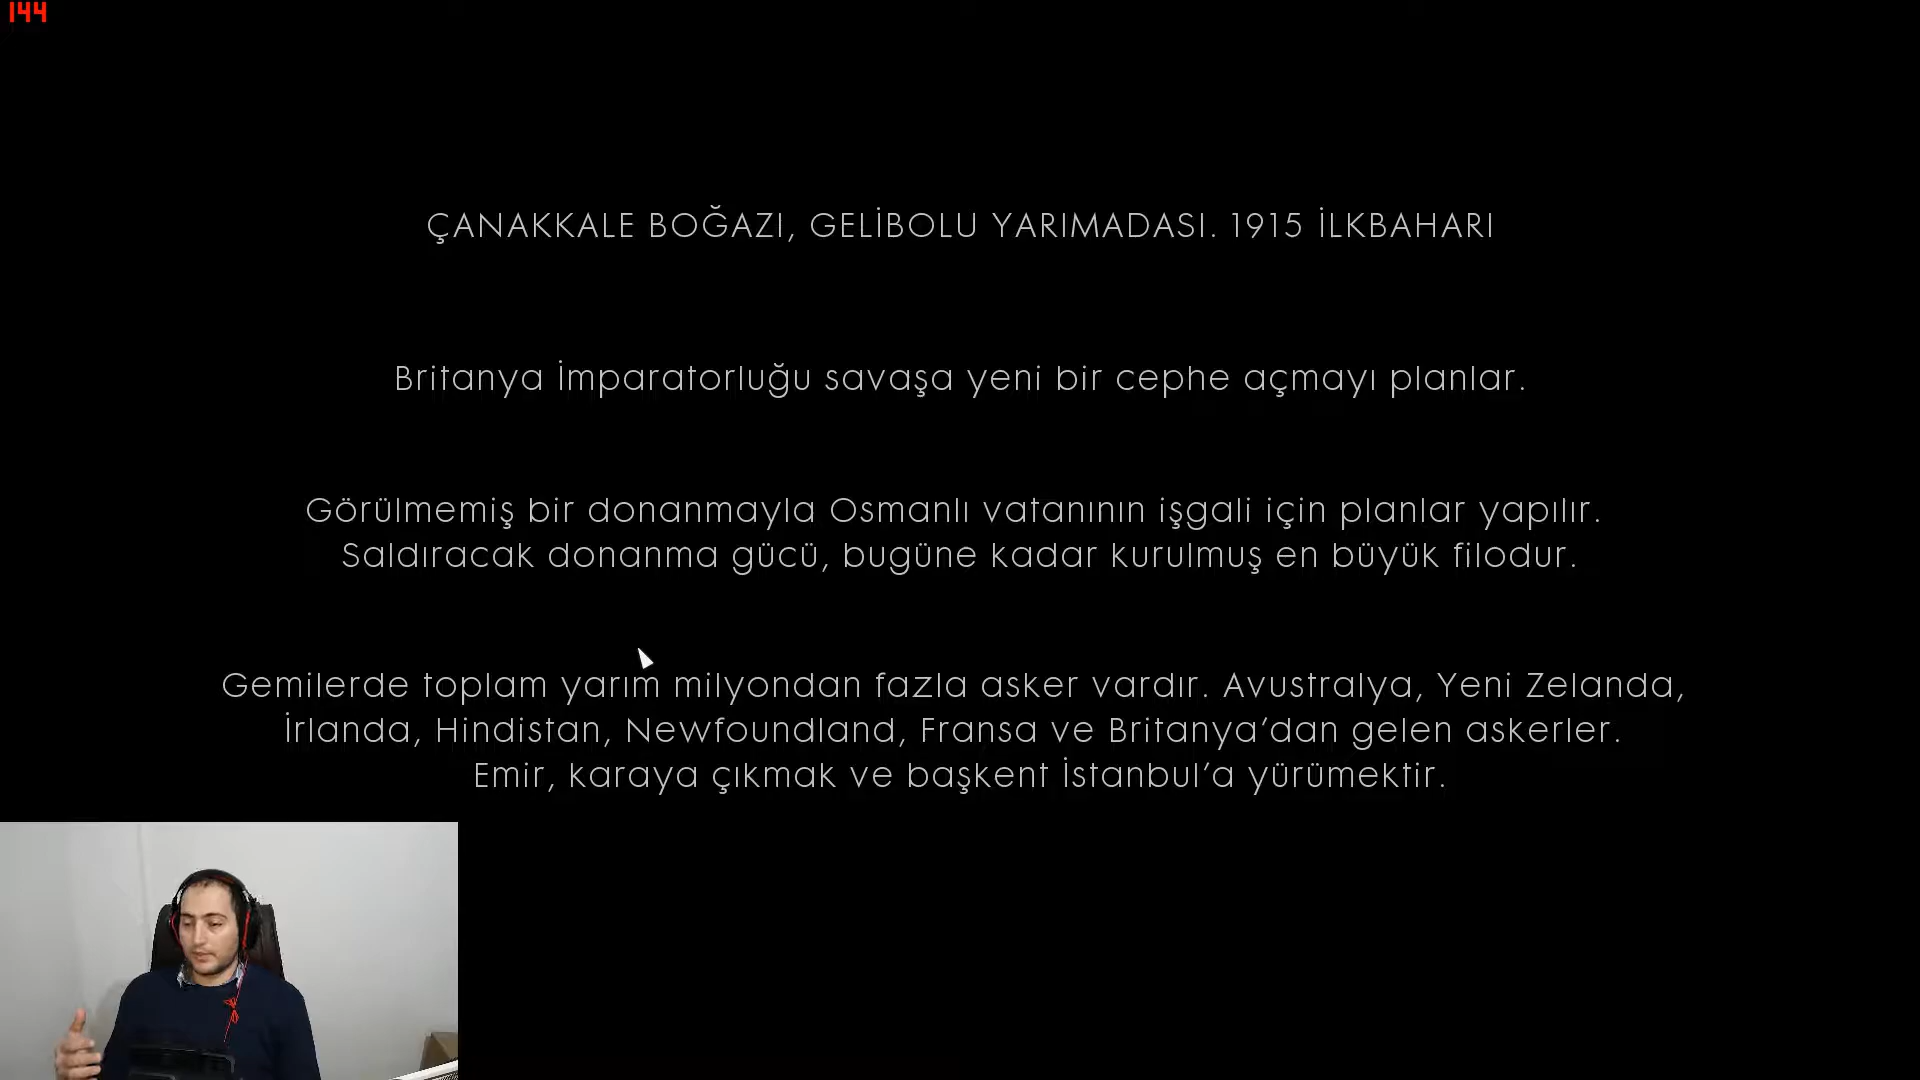 144
ÇANAKKALE BOĞAZI, GELİBOLU YARIMADASI. 1915 İLKBAHARI
Britanya İmparatorluğu savaşa yeni bir cephe açmayı planlar.
Görülmemiş bir donanmayla Osmanlı vatanının işgali için planlar yapılır.
Saldıracak donanma gücü, bugüne kadar kurulmuş en büyük filodur.
Gemilerde toplam yarım milyondan fazla asker vardır. Avustralya, Yeni Zelanda,
İrlanda, Hindistan, Newfoundland, Fransa ve Britanya’dan gelen askerler.
Emir, karaya çıkmak ve başkent İstanbul’a yürümektir.